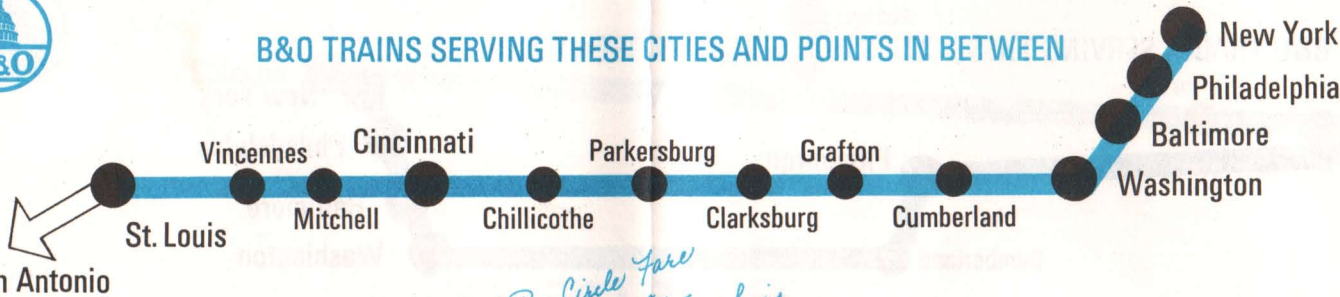 B&O
B&O TRAINS SERVING THESE CITIES AND POINTS IN BETWEEN
New York
Philadelphia
Baltimore
Washington
Cumberland
Grafton
Clarksburg
Parkersburg
Chillicothe
Cincinnati
Mitchell
Vincennes
St. Louis
n Antonio
Circle Fare